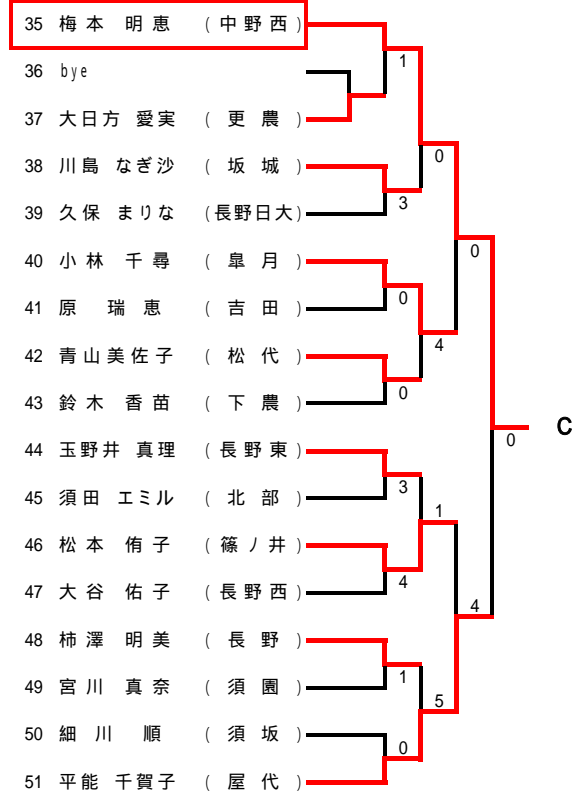 35 梅本 明恵 (中野西)
36 bye
37 大日方 愛実 (更農)
38 川島 なぎ沙 (坂城)
39 久保 まりな (長野日大)
40 小林 千尋 (皐月)
41 原 瑞恵 (吉田)
42 青山美佐子 (松代)
43 鈴木 香苗 (下農)
44 玉野井 真理 (長野東)
45 須田 エミル (北部)
46 松本 侑子 (篠ノ井)
47 大谷 佑子 (長野西)
48 柿澤 明美 (長野)
49 宮川 真奈 (須園)
50 細川 順 (須坂)
51 平能 千賀子 (屋代)
1
3
0
0
3
4
1
0
0
4
1
5
0
4
0
C